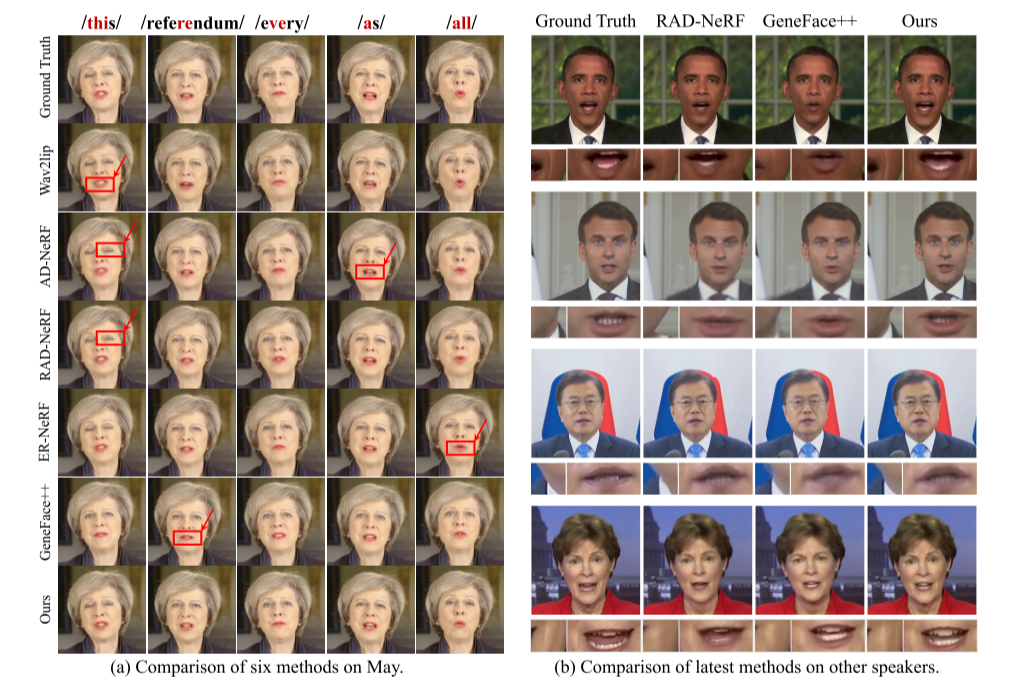 /this/ /referendum/ /every/ /as/ /all/
Ground Truth
Wav2lip
AD-NeRF
RAD-NeRF
ER-NeRF
GeneFace++
Ours
(a) Comparison of six methods on May.
Ground Truth RAD-NeRF GeneFace++ Ours
(b) Comparison of latest methods on other speakers.